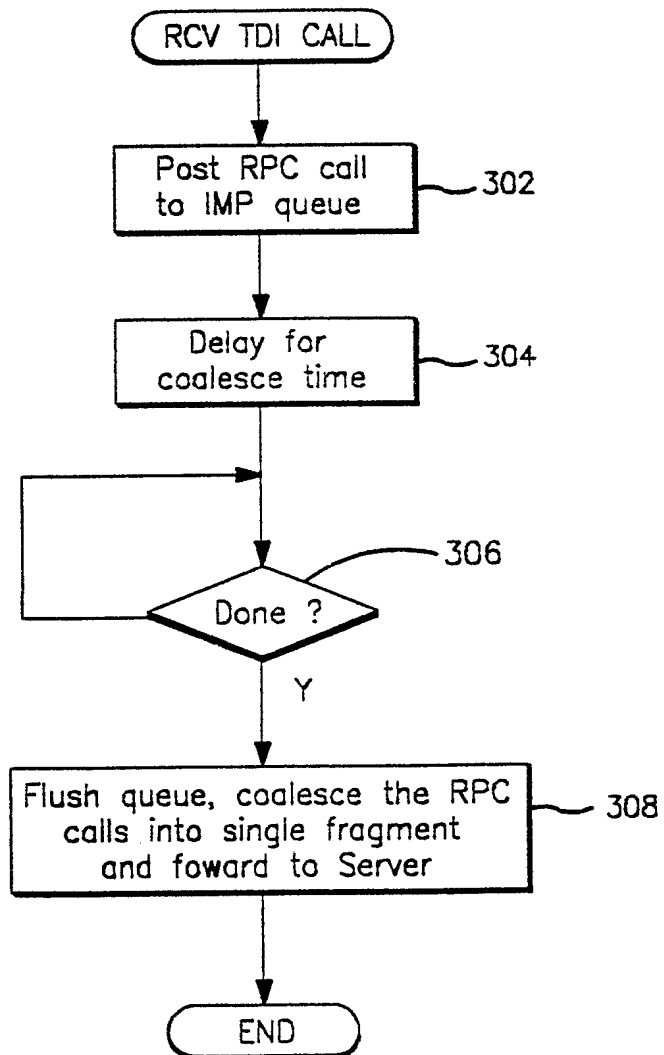 RCV TDI CALL
Post RPC call
to IMP queue
302
Delay for
coalesce time
304
306
Done ?
Y
Flush queue, coalesce the RPC
calls into single fragment
and foward to Server
308
END